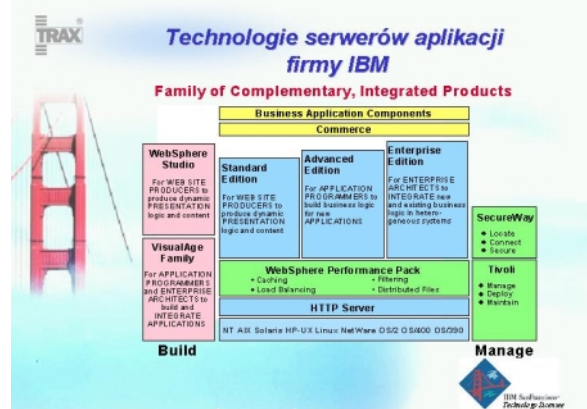 TRAX
Technologie serwerów aplikacji
firmy IBM
Family of Complementary, Integrated Products
Business Application Components
Commerce
WebSphere
Studio
For WEB SITE
PRODUCERS to
produce dynamic
PRESENTATION
logic and content
Standard
Edition
For WEB SITE
PRODUCERS to
produce dynamic
PRESENTATION
logic and content
Advanced
Edition
For APPLICATION
PROGRAMMERS to
build business logic
for new
APPLICATIONS
Enterprise
Edition
For ENTERPRISE
ARCHITECTS to
INTEGRATE new
and existing business
logic in hetero-
geneous systems
SecureWay
Locate
Connect
Secure
VisualAge
Family
For APPLICATION
PROGRAMMERS
and ENTERPRISE
ARCHITECTS to
build and
INTEGRATE
APPLICATIONS
WebSphere Performance Pack
• Caching • Filtering
• Load Balancing • Distributed Files
Tivoli
Manage
Deploy
Maintain
HTTP Server
NT AIX Solaris HP-UX Linux NetWare OS/2 OS/400 OS/390
Build
Manage
IBM SanFrancisco
Technology Licensee